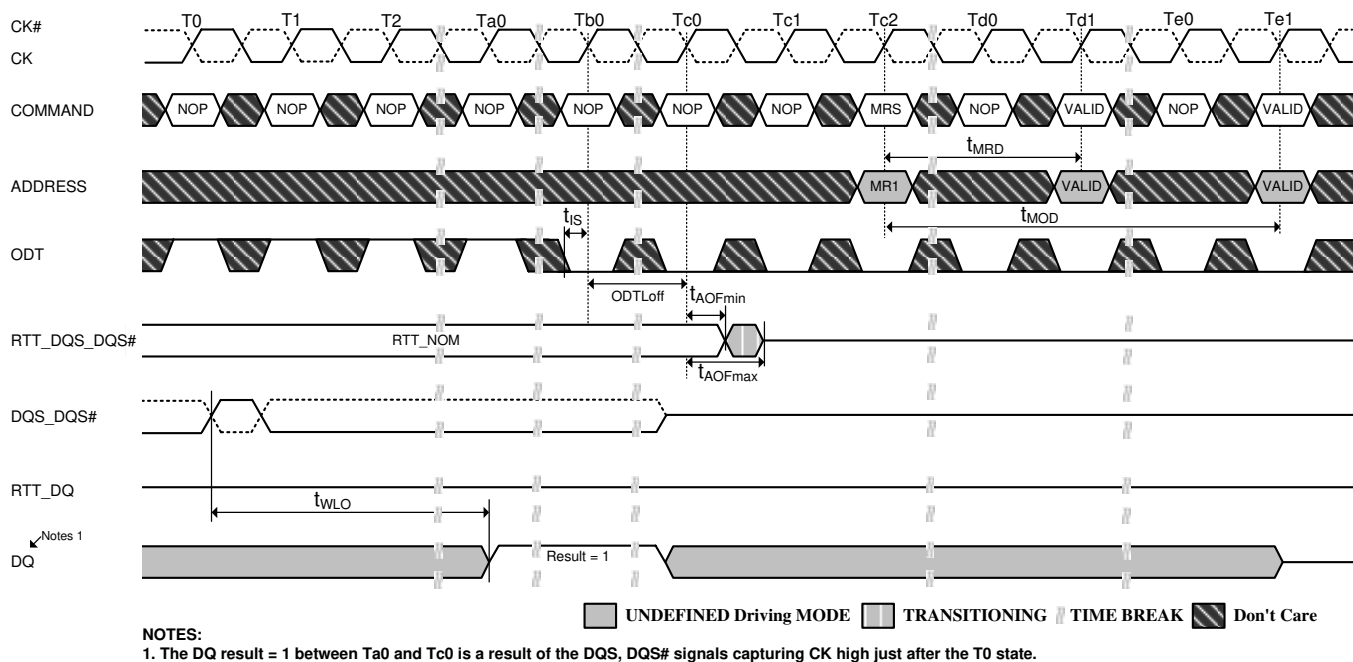 CK#
CK
T0 T1 T2 Ta0 Tb0 Tc0 Tc1 Tc2 Td0 Td1 Te0 Te1
COMMAND
NOP NOP NOP NOP NOP NOP NOP MRS NOP VALID NOP VALID
tMRD
ADDRESS
MR1 VALID VALID
tIS
tMOD
ODT
ODTLoff
tAOFmin
RTT_DQS_DQS#
RTT_NOM
tAOFmax
DQS_DQS#
RTT_DQ
tWLO
Notes 1
DQ
Result = 1
UNDEFINED Driving MODE TRANSITIONING TIME BREAK Don't Care
NOTES:
1. The DQ result = 1 between Ta0 and Tc0 is a result of the DQS, DQS# signals capturing CK high just after the T0 state.